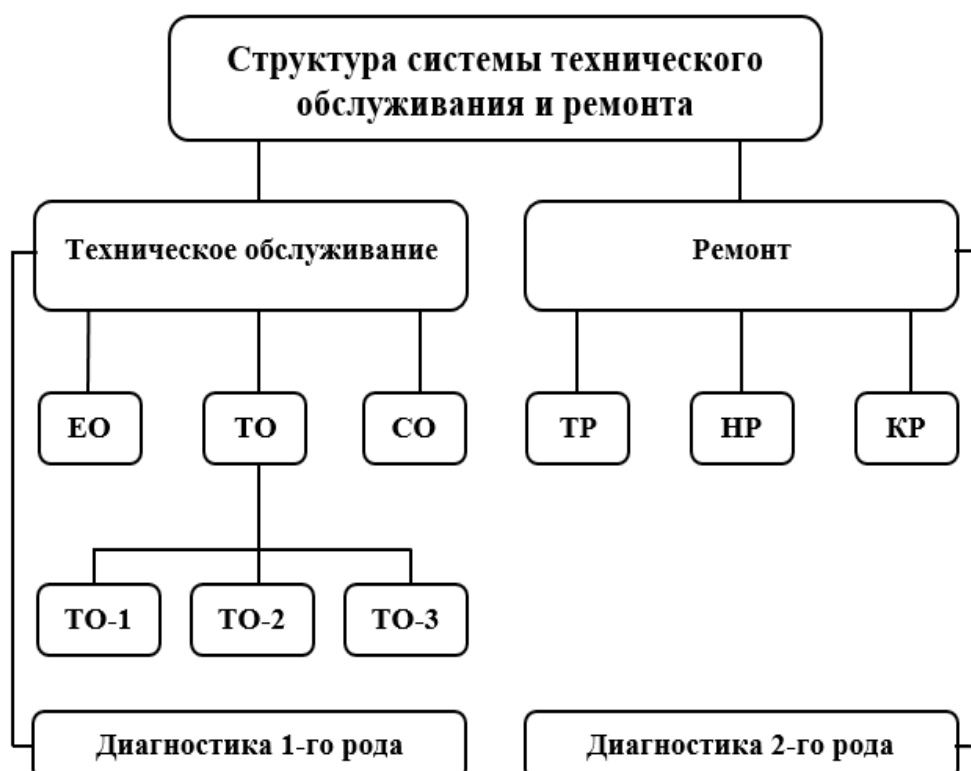 Структура системы технического
обслуживания и ремонта
Техническое обслуживание
Ремонт
ЕО
ТО
СО
ТР
НР
КР
ТО-1
ТО-2
ТО-3
Диагностика 1-го рода
Диагностика 2-го рода